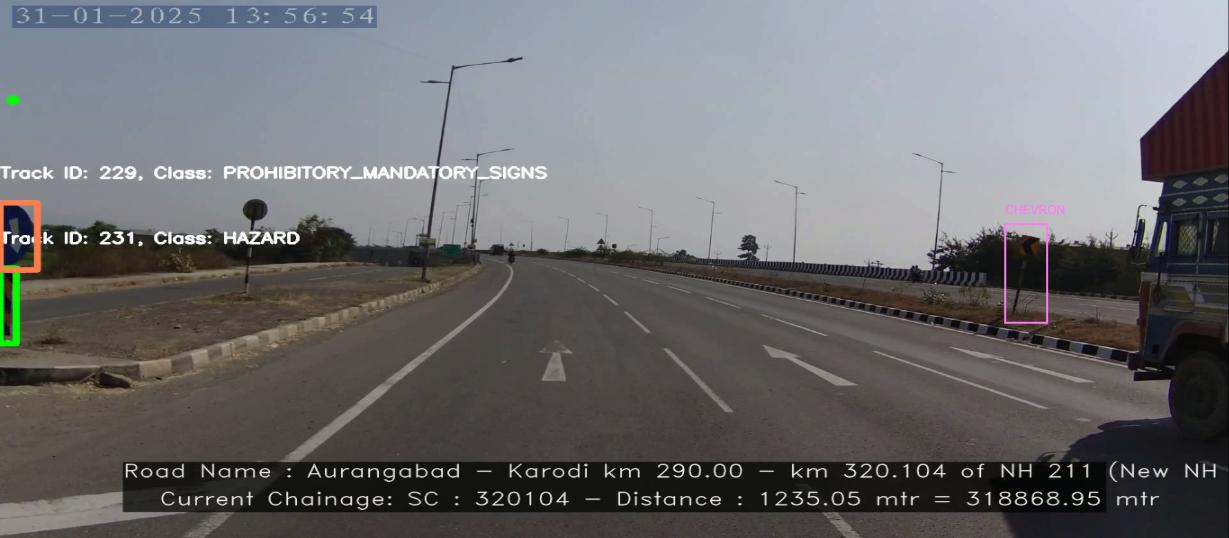 31-01-2025 13:56:54
Track ID: 229, Class: PROHIBITORY_MANDATORY_SIGNS
CHEVRON
Track ID: 231, Class: HAZARD
Road Name : Aurangabad - Karodi km 290.00 - km 320.104 of NH 211 (New NH
Current Chainage: SC : 320104 - Distance : 1235.05 mtr = 318868.95 mtr